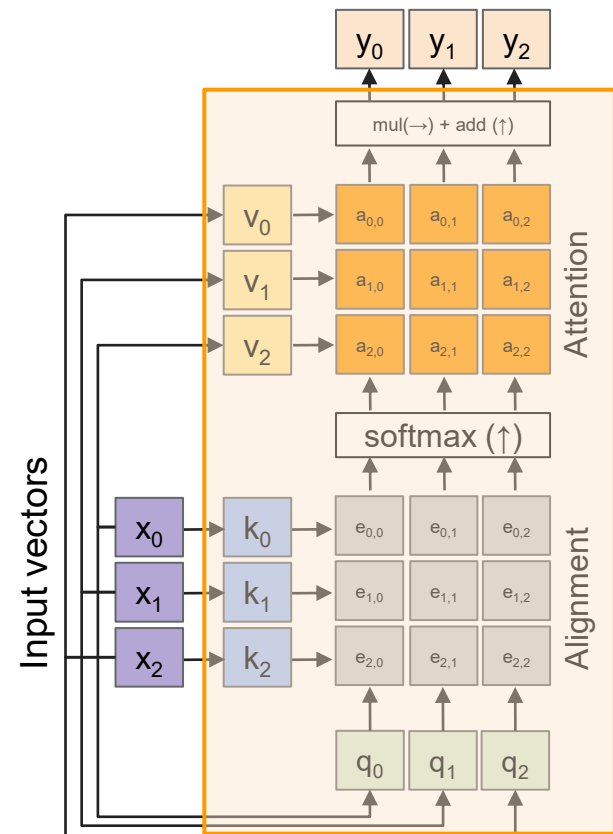 y0 y1 y2
mul(→) + add (↑)
v0 a0,0 a0,1 a0,2
v1 a1,0 a1,1 a1,2
v2 a2,0 a2,1 a2,2
Attention
softmax (↑)
Input vectors
x0 k0 e0,0 e0,1 e0,2
x1 k1 e1,0 e1,1 e1,2
x2 k2 e2,0 e2,1 e2,2
Alignment
q0 q1 q2